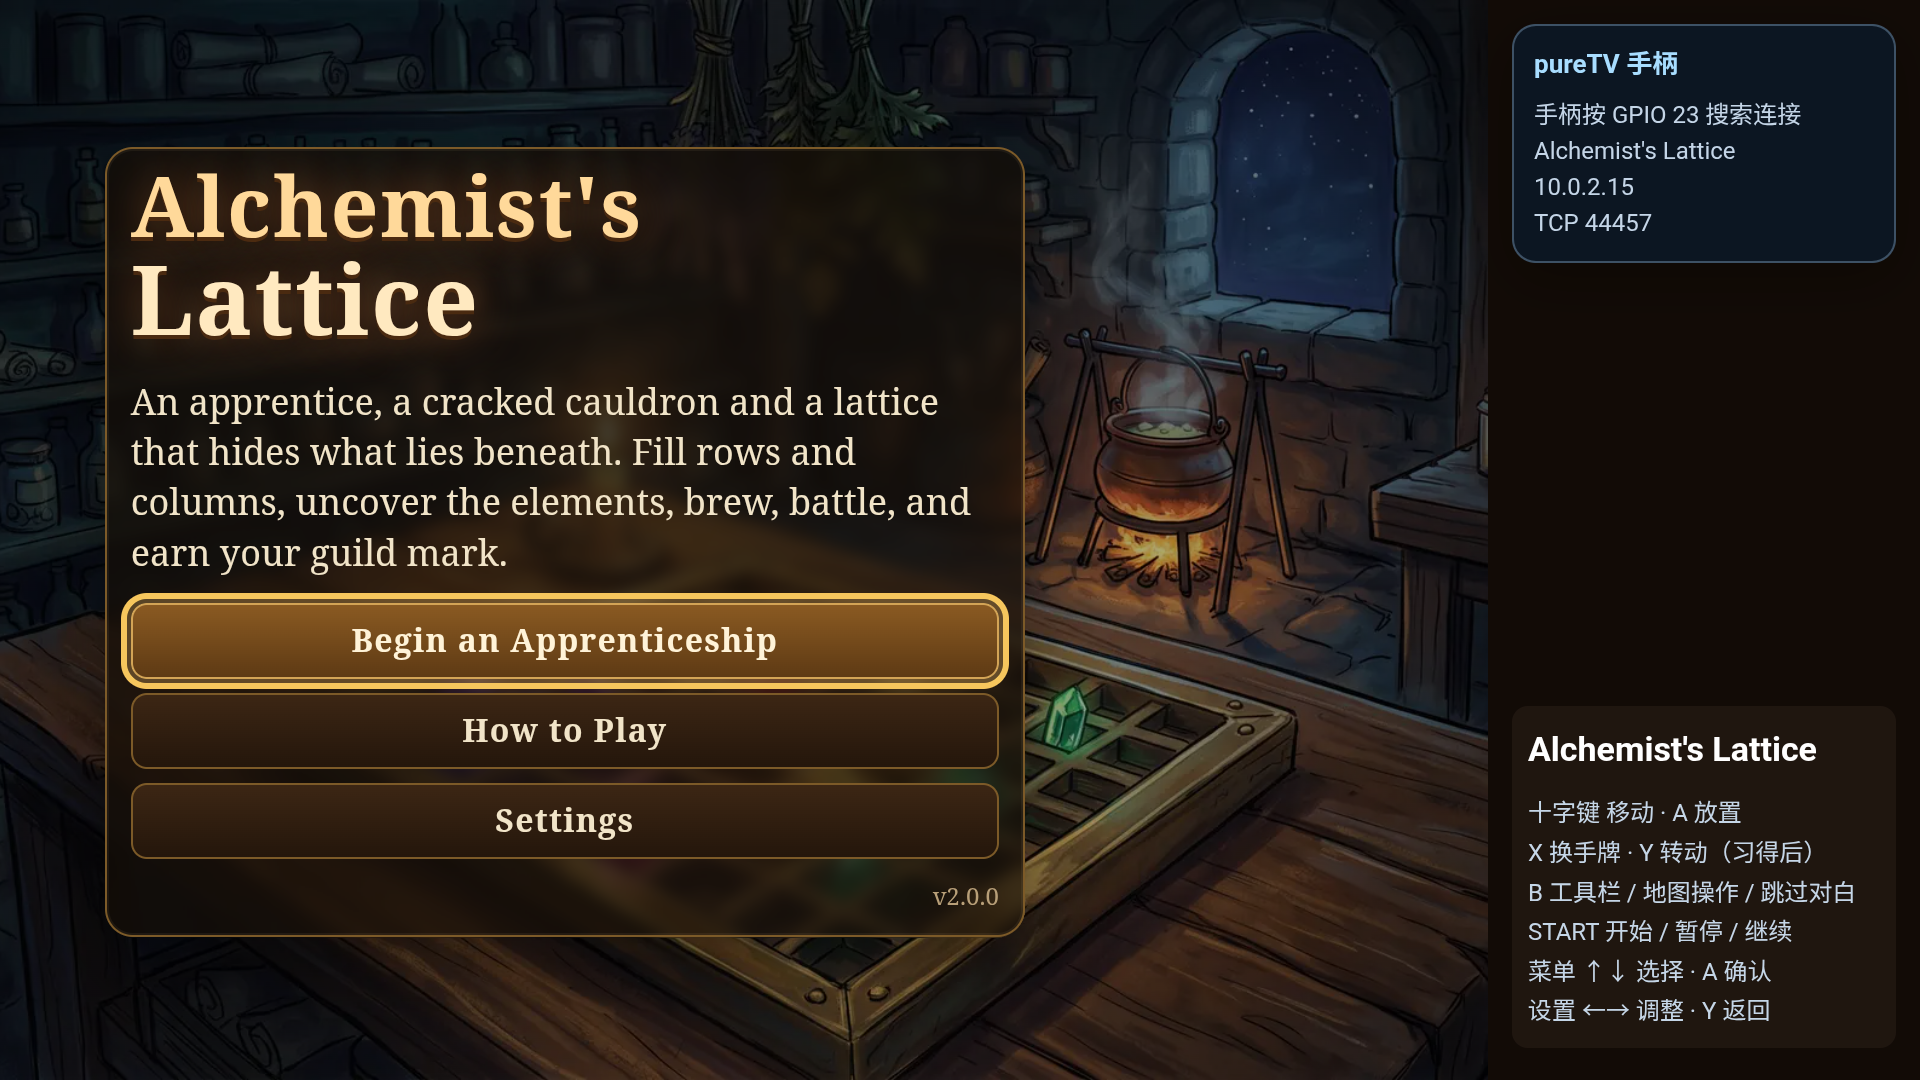 Alchemist's
Lattice
An apprentice, a cracked cauldron and a lattice
that hides what lies beneath. Fill rows and
columns, uncover the elements, brew, battle, and
earn your guild mark.
Begin an Apprenticeship
How to Play
Settings
v2.0.0
pureTV 手柄
手柄按 GPIO 23 搜索连接
Alchemist's Lattice
10.0.2.15
TCP 44457
Alchemist's Lattice
十字键 移动 · A 放置
X 换手牌 · Y 转动（习得后）
B 工具栏 / 地图操作 / 跳过对白
START 开始 / 暂停 / 继续
菜单 ↑↓ 选择 · A 确认
设置 ←→ 调整 · Y 返回